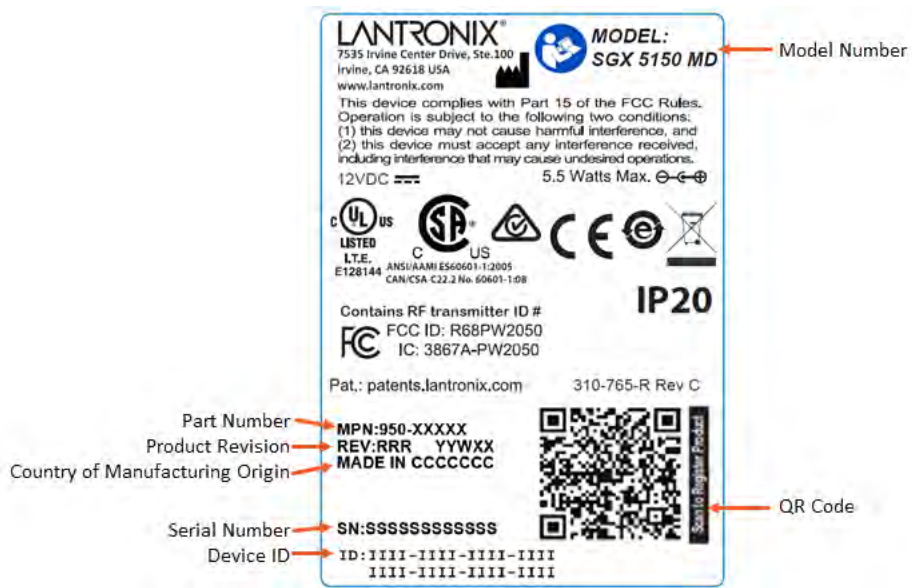 LANTRONIX®
7535 Irvine Center Drive, Ste.100
Irvine, CA 92618 USA
www.lantronix.com
MODEL:
SGX 5150 MD
Model Number
This device complies with Part 15 of the FCC Rules.
Operation is subject to the following two conditions:
(1) this device may not cause harmful interference, and
(2) this device must accept any interference received,
including interference that may cause undesired operations.
12VDC
5.5 Watts Max.
C UL US
LISTED
I.T.E.
E128144
SA
®
C US
ANSI/AAMI ES60601-1:2005
CAN/CSA-C22.2 No. 60601-1:08
CE
e
IP20
Contains RF transmitter ID #
FC FCC ID: R68PW2050
IC: 3867A-PW2050
Pat.: patents.lantronix.com
310-765-R Rev C
Part Number
MPN:950-XXXXX
Product Revision
REV:RRR YYWXX
Country of Manufacturing Origin
MADE IN CCCCCCC
Scan to Register Product
QR Code
Serial Number
SN:SSSSSSSSSSSS
Device ID
ID:IIII-IIII-IIII-IIII
IIII-IIII-IIII-IIII